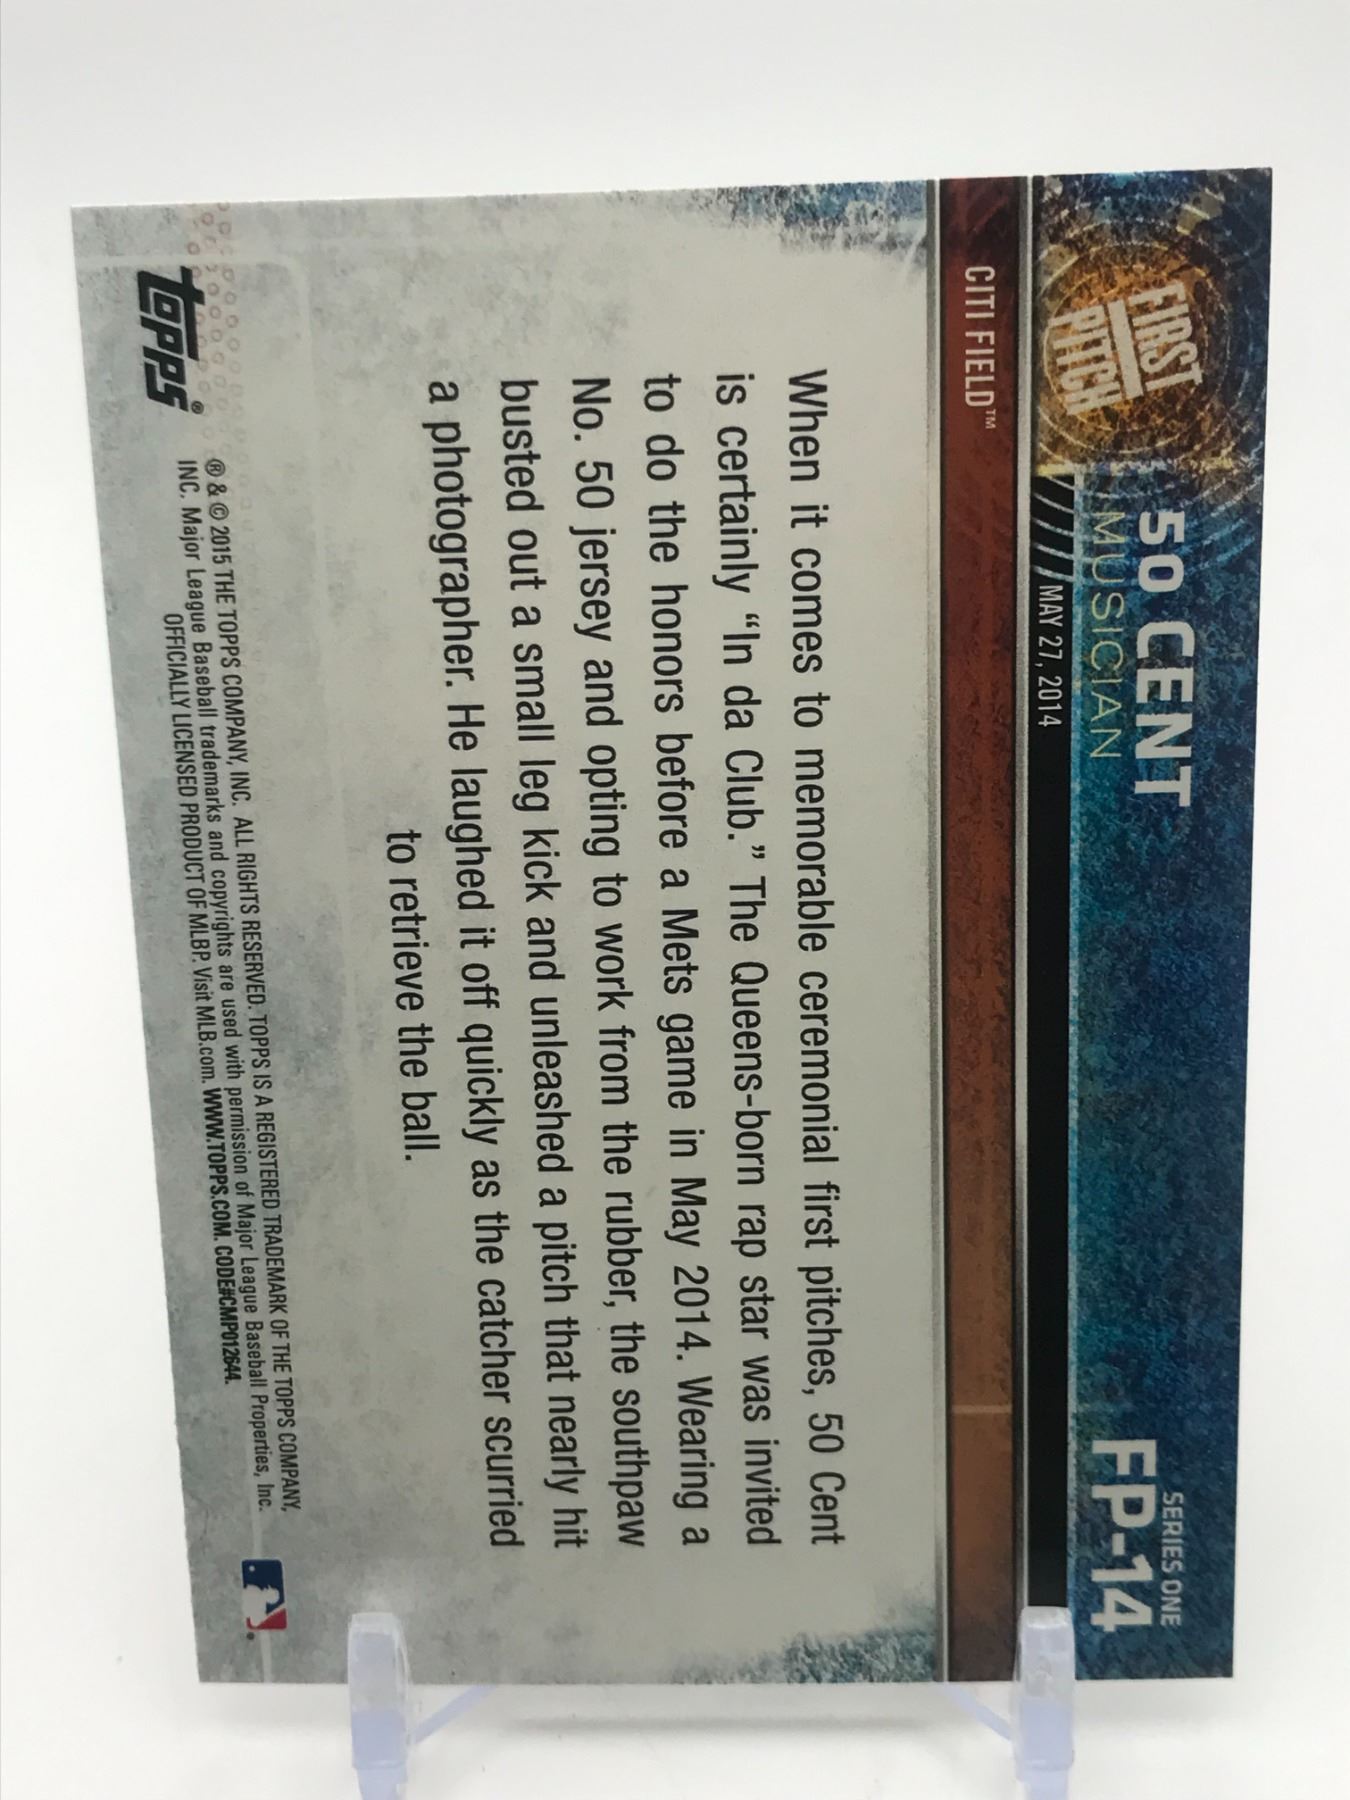 FIRST
PITCH
50 CENT
MUSICIAN
SERIES ONE
FP-14
MAY 27, 2014
CITI FIELD™
When it comes to memorable ceremonial first pitches, 50 Cent
is certainly “In da Club.” The Queens-born rap star was invited
to do the honors before a Mets game in May 2014. Wearing a
No. 50 jersey and opting to work from the rubber, the southpaw
busted out a small leg kick and unleashed a pitch that nearly hit
a photographer. He laughed it off quickly as the catcher scurried
to retrieve the ball.
topps®
® & © 2015 THE TOPPS COMPANY, INC. ALL RIGHTS RESERVED. TOPPS IS A REGISTERED TRADEMARK OF THE TOPPS COMPANY,
INC. Major League Baseball trademarks and copyrights are used with permission of Major League Baseball Properties, Inc.
OFFICIALLY LICENSED PRODUCT OF MLBP. Visit MLB.com. WWW.TOPPS.COM. CODE#CMP012644.